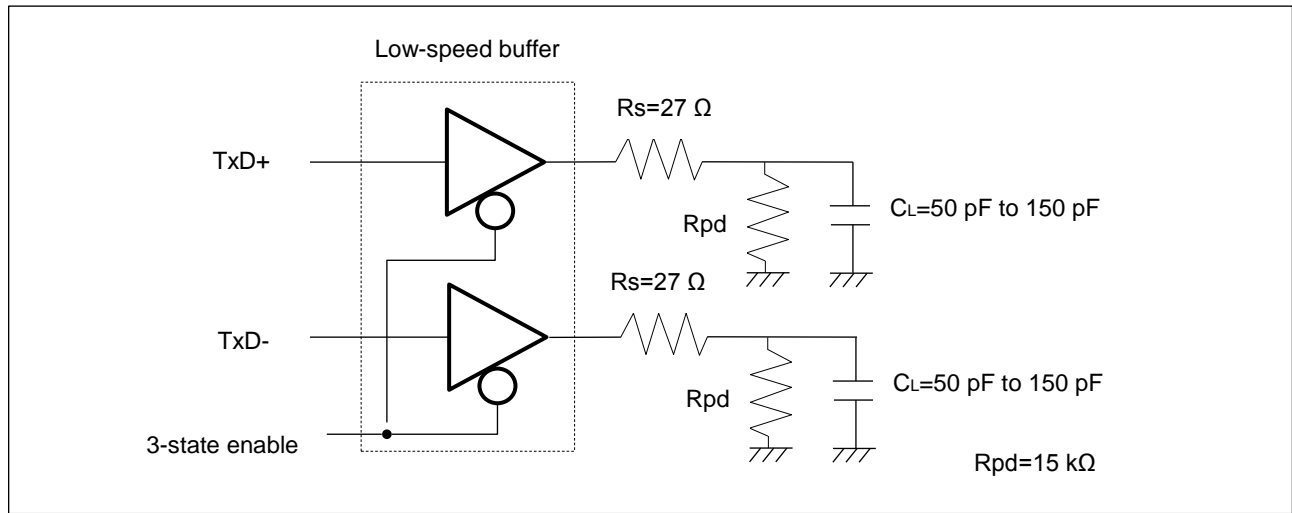 Low-speed buffer
Rs=27 Ω
TxD+
Rpd
CL=50 pF to 150 pF
Rs=27 Ω
TxD-
Rpd
CL=50 pF to 150 pF
3-state enable
Rpd=15 kΩ